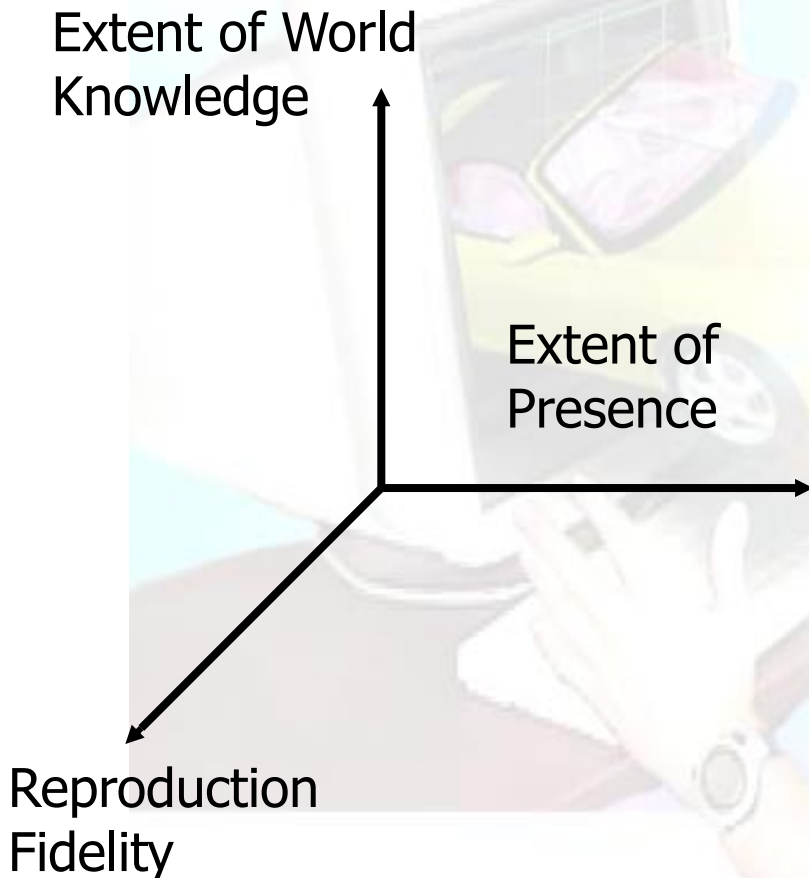 Extent of World
Knowledge
Extent of
Presence
Reproduction
Fidelity